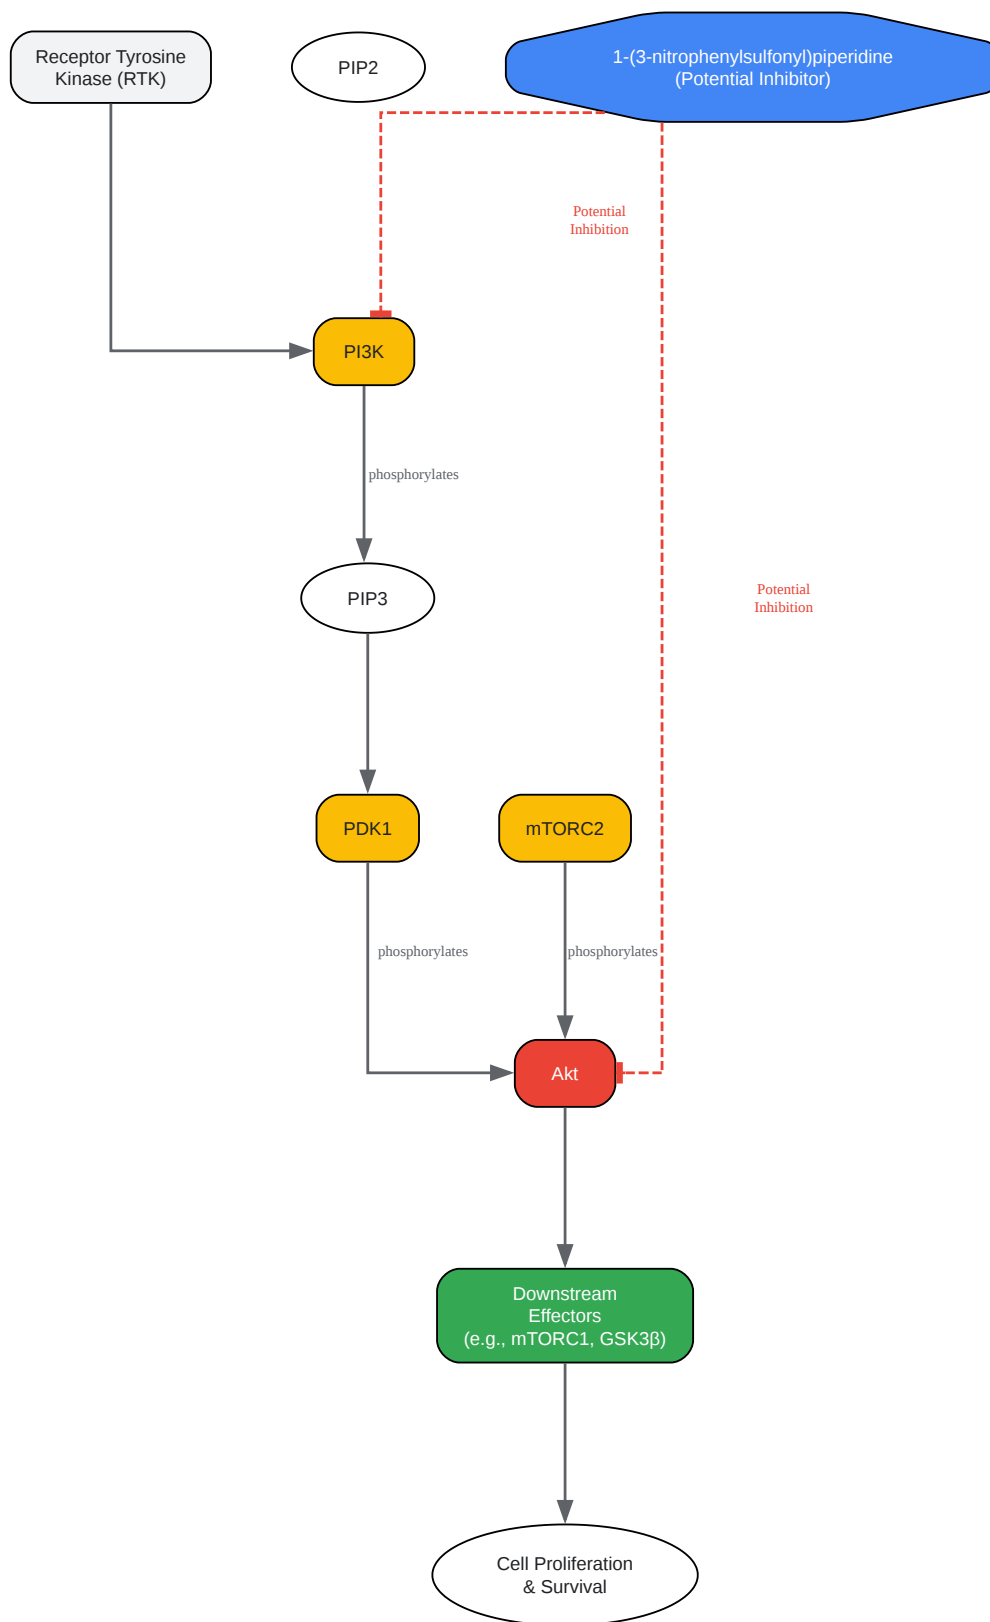 Receptor Tyrosine
Kinase (RTK)
PIP2
1-(3-nitrophenylsulfonyl)piperidine
(Potential Inhibitor)
Potential
Inhibition
PI3K
phosphorylates
PIP3
Potential
Inhibition
PDK1
mTORC2
phosphorylates
phosphorylates
Akt
Downstream
Effectors
(e.g., mTORC1, GSK3β)
Cell Proliferation
& Survival